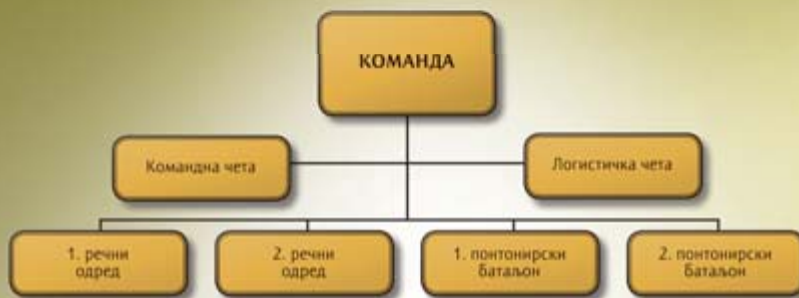 КОМАНДА
Командна чета
Логистичка чета
1. речни
одред
2. речни
одред
1. понтонирски
батаљон
2. понтонирски
батаљон